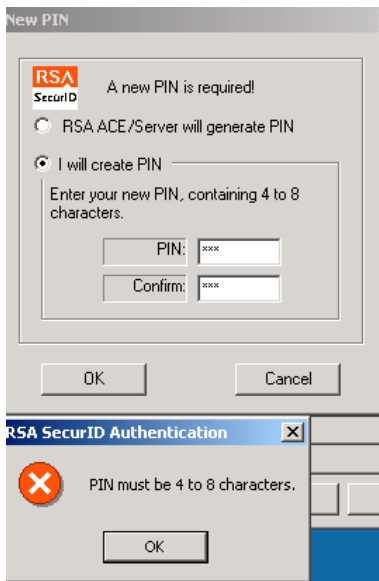 New PIN
RSA
SecurID
A new PIN is required!
RSA ACE/Server will generate PIN
I will create PIN
Enter your new PIN, containing 4 to 8
characters.
PIN: ×××
Confirm: ×××
OK Cancel
RSA SecurID Authentication
PIN must be 4 to 8 characters.
OK